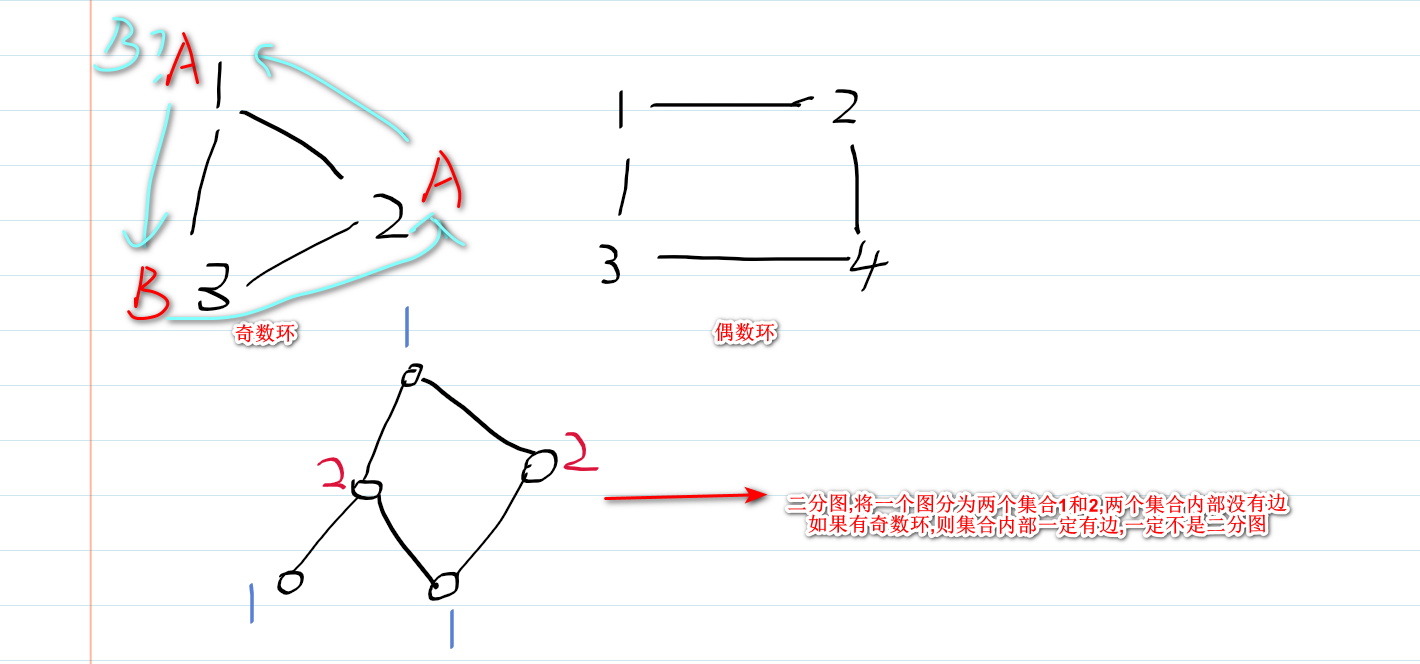 B? A 1
A
1 2
2
B 3
3 4
奇数环
偶数环
1
2
2
二分图,将一个图分为两个集合1和2,两个集合内部没有边
如果有奇数环,则集合内部一定有边,一定不是二分图
1
1